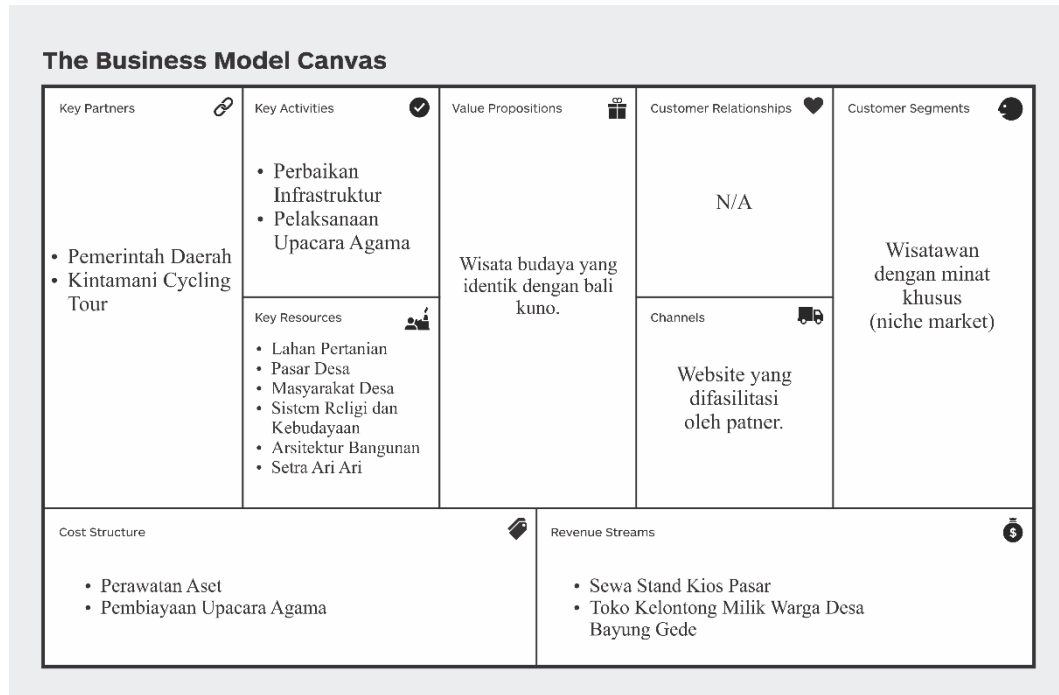 The Business Model Canvas
Key Partners
• Pemerintah Daerah
• Kintamani Cycling
Tour
Key Activities
• Perbaikan
Infrastruktur
• Pelaksanaan
Upacara Agama
Key Resources
• Lahan Pertanian
• Pasar Desa
• Masyarakat Desa
• Sistem Religi dan
Kebudayaan
• Arsitektur Bangunan
• Setra Ari Ari
Value Propositions
Wisata budaya yang
identik dengan bali
kuno.
Customer Relationships
N/A
Channels
Website yang
difasilitasi
oleh patner.
Customer Segments
Wisatawan
dengan minat
khusus
(niche market)
Cost Structure
• Perawatan Aset
• Pembiayaan Upacara Agama
Revenue Streams
$
• Sewa Stand Kios Pasar
• Toko Kelontong Milik Warga Desa
Bayung Gede